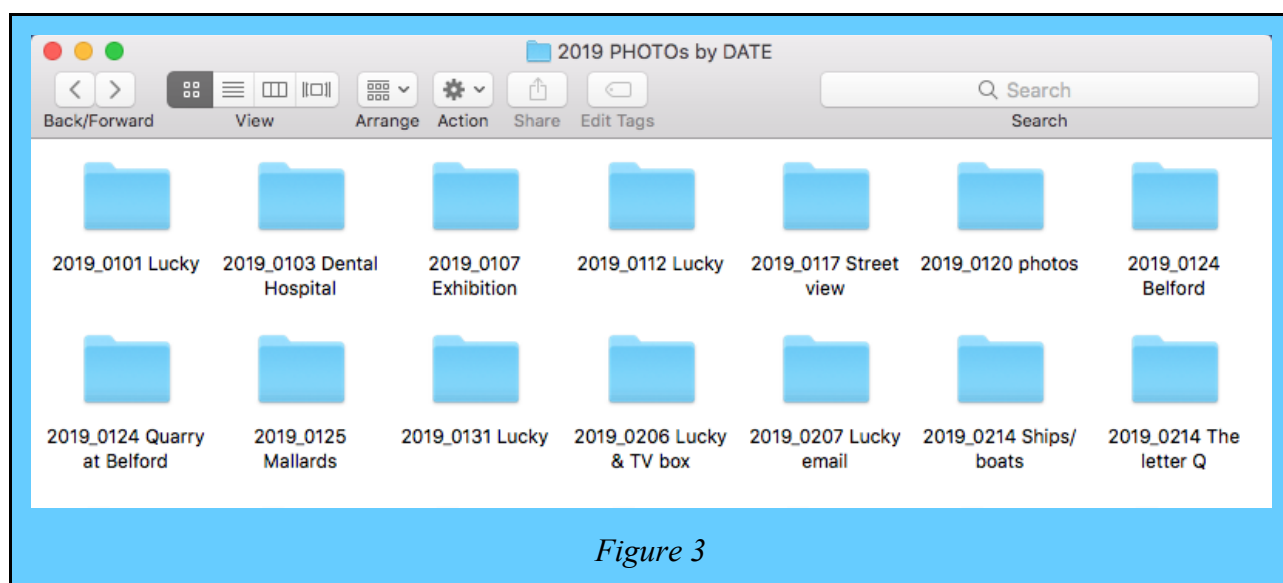 2019 PHOTOs by DATE
Back/Forward View Arrange Action Share Edit Tags Search
Search
2019_0101 Lucky
2019_0103 Dental
Hospital
2019_0107
Exhibition
2019_0112 Lucky
2019_0117 Street
view
2019_0120 photos
2019_0124
Belford
2019_0124 Quarry
at Belford
2019_0125
Mallards
2019_0131 Lucky
2019_0206 Lucky
& TV box
2019_0207 Lucky
email
2019_0214 Ships/
boats
2019_0214 The
letter Q
Figure 3